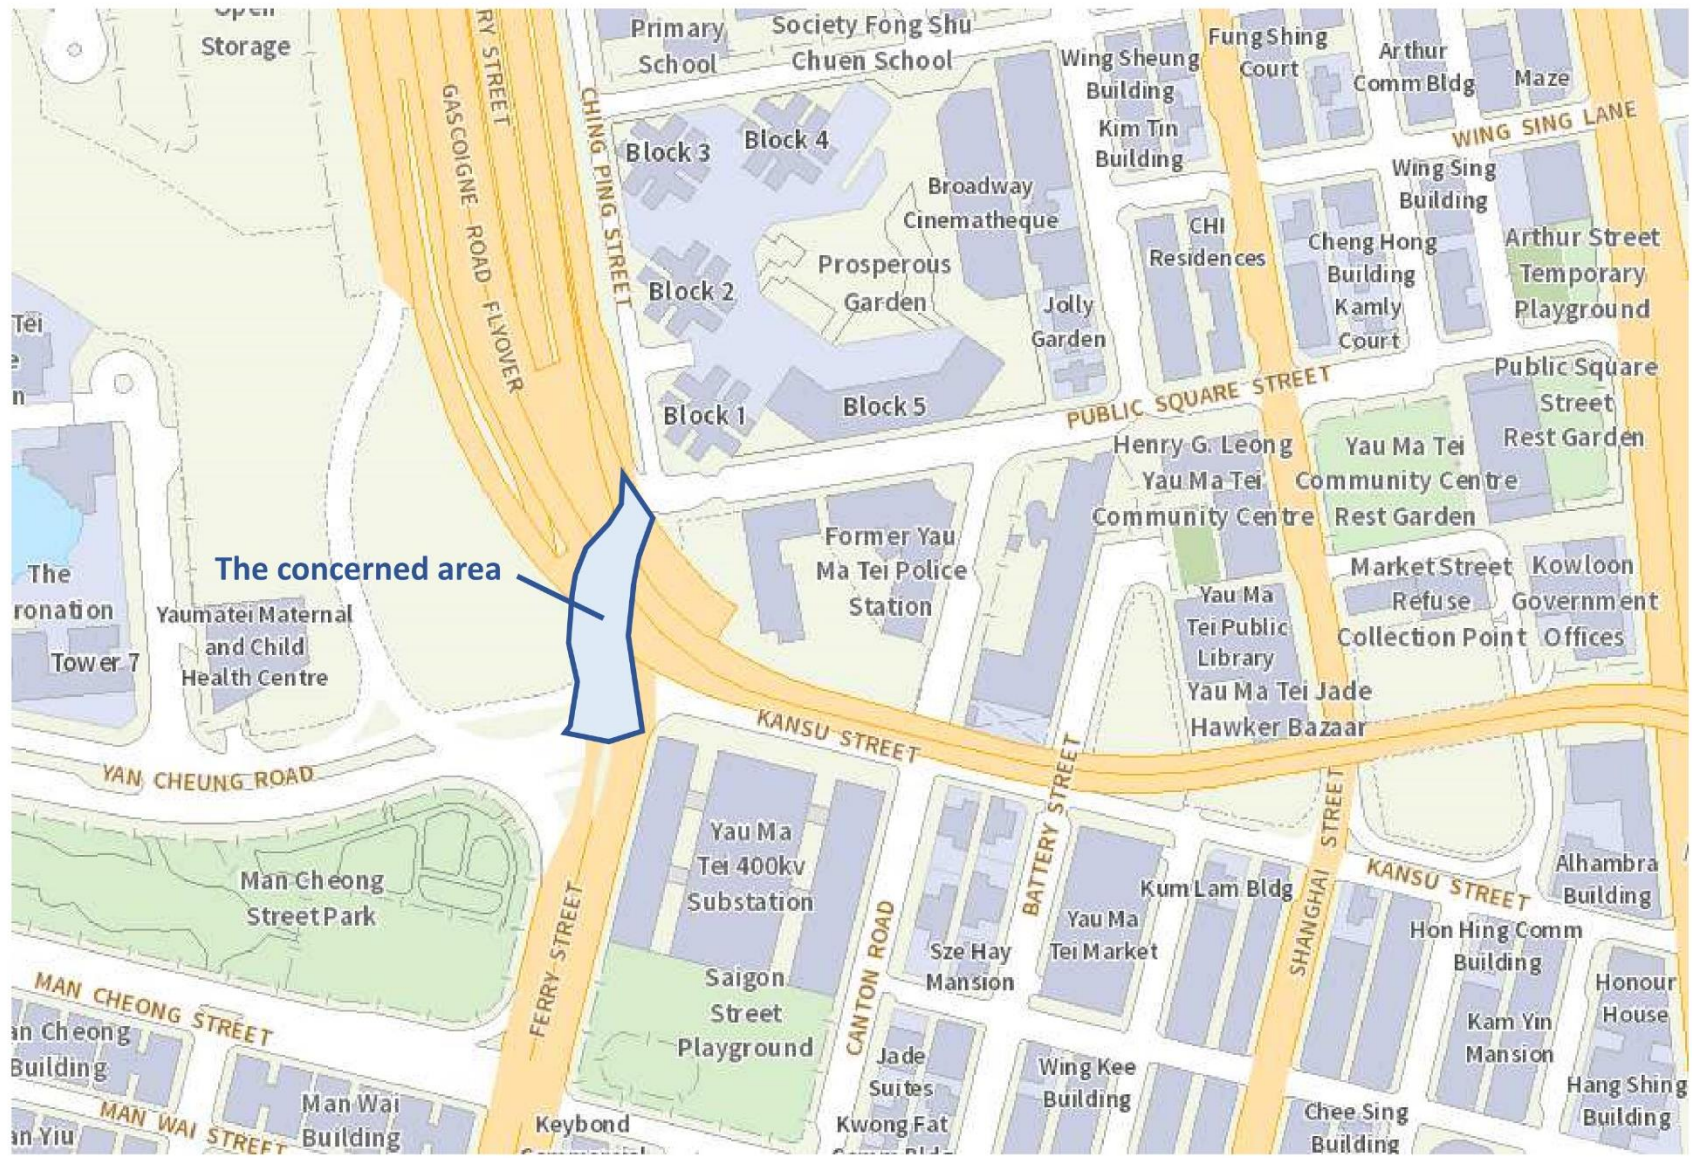 Open
Storage
RY STREET
GASCOIGNE ROAD FLYOVER
CHING PING STREET
Primary
School
Society Fong Shu
Chuen School
Wing Sheung
Building
Kim Tin
Building
Fung Shing
Court
Arthur
Comm Bldg
Maze
WING SING LANE
Wing Sing
Building
Block 3
Block 4
Broadway
Cinematheque
CHI
Residences
Cheng Hong
Building
Kamly
Court
Arthur Street
Temporary
Playground
Block 2
Prosperous
Garden
Jolly
Garden
Tei
e
n
Block 1
Block 5
PUBLIC SQUARE STREET
Public Square
Street
Rest Garden
Henry G. Leong
Yau Ma Tei
Community Centre
Yau Ma Tei
Community Centre
Rest Garden
The concerned area
Former Yau
Ma Tei Police
Station
Market Street
Refuse
Collection Point
Kowloon
Government
Offices
The
ronation
Tower 7
Yaumatei Maternal
and Child
Health Centre
Yau Ma
Tei Public
Library
Yau Ma Tei Jade
Hawker Bazaar
KANSU STREET
YAN CHEUNG ROAD
Man Cheong
Street Park
Yau Ma
Tei 400kv
Substation
BATTERY STREET
SHANGHAI STREET
Kum Lam Bldg
KANSU STREET
Alhambra
Building
FERRY STREET
CANTON ROAD
Sze Hay
Mansion
Yau Ma
Tei Market
Hon Hing Comm
Building
Honour
House
Saigon
Street
Playground
MAN CHEONG STREET
an Cheong
Building
Jade
Suites
Wing Kee
Building
Kam Yin
Mansion
Hang Shing
Building
MAN WAI STREET
Man Wai
Building
an Yiu
Keybond
Commercial
Kwong Fat
Comm Bldg
Chee Sing
Building